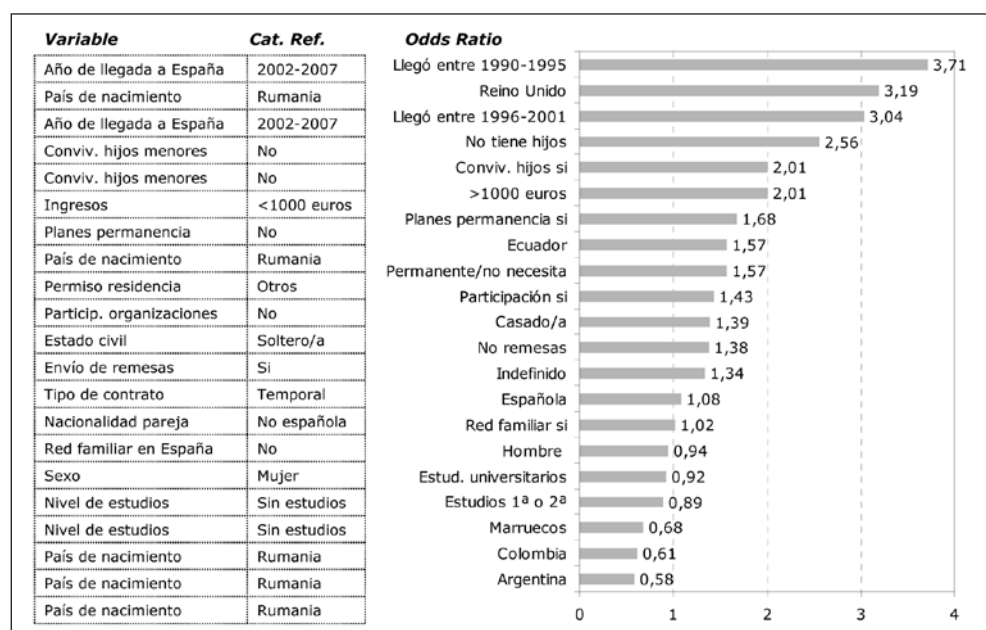 Variable Cat. Ref. Odds Ratio
Año de llegada a España 2002-2007 Llegó entre 1990-1995 3,71
País de nacimiento Rumania Reino Unido 3,19
Año de llegada a España 2002-2007 Llegó entre 1996-2001 3,04
Conviv. hijos menores No No tiene hijos 2,56
Conviv. hijos menores No Conviv. hijos si 2,01
Ingresos <1000 euros >1000 euros 2,01
Planes permanencia No Planes permanencia si 1,68
País de nacimiento Rumania Ecuador 1,57
Permiso residencia Otros Permanente/no necesita 1,57
Particip. organizaciones No Participación si 1,43
Estado civil Soltero/a Casado/a 1,39
Envío de remesas Si No remesas 1,38
Tipo de contrato Temporal Indefinido 1,34
Nacionalidad pareja No española Española 1,08
Red familiar en España No Red familiar si 1,02
Sexo Mujer Hombre 0,94
Nivel de estudios Sin estudios Estud. universitarios 0,92
Nivel de estudios Sin estudios Estudios 1ª o 2ª 0,89
País de nacimiento Rumania Marruecos 0,68
País de nacimiento Rumania Colombia 0,61
País de nacimiento Rumania Argentina 0,58
0 1 2 3 4